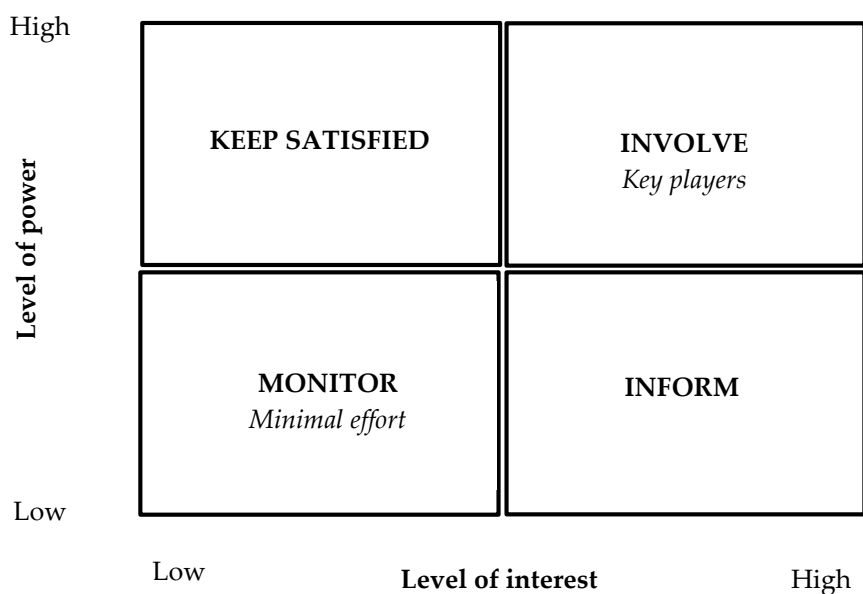 High
KEEP SATISFIED
INVOLVE
Key players
Level of power
MONITOR
Minimal effort
INFORM
Low
Low
Level of interest
High